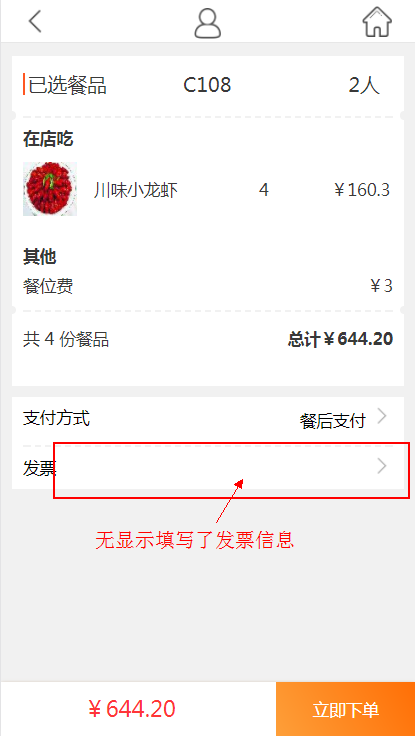 已选餐品 C108 2人
在店吃
川味小龙虾 4 ￥160.3
其他
餐位费 ￥3
共 4 份餐品 总计￥644.20
支付方式 餐后支付
发票
无显示填写了发票信息
￥644.20 立即下单